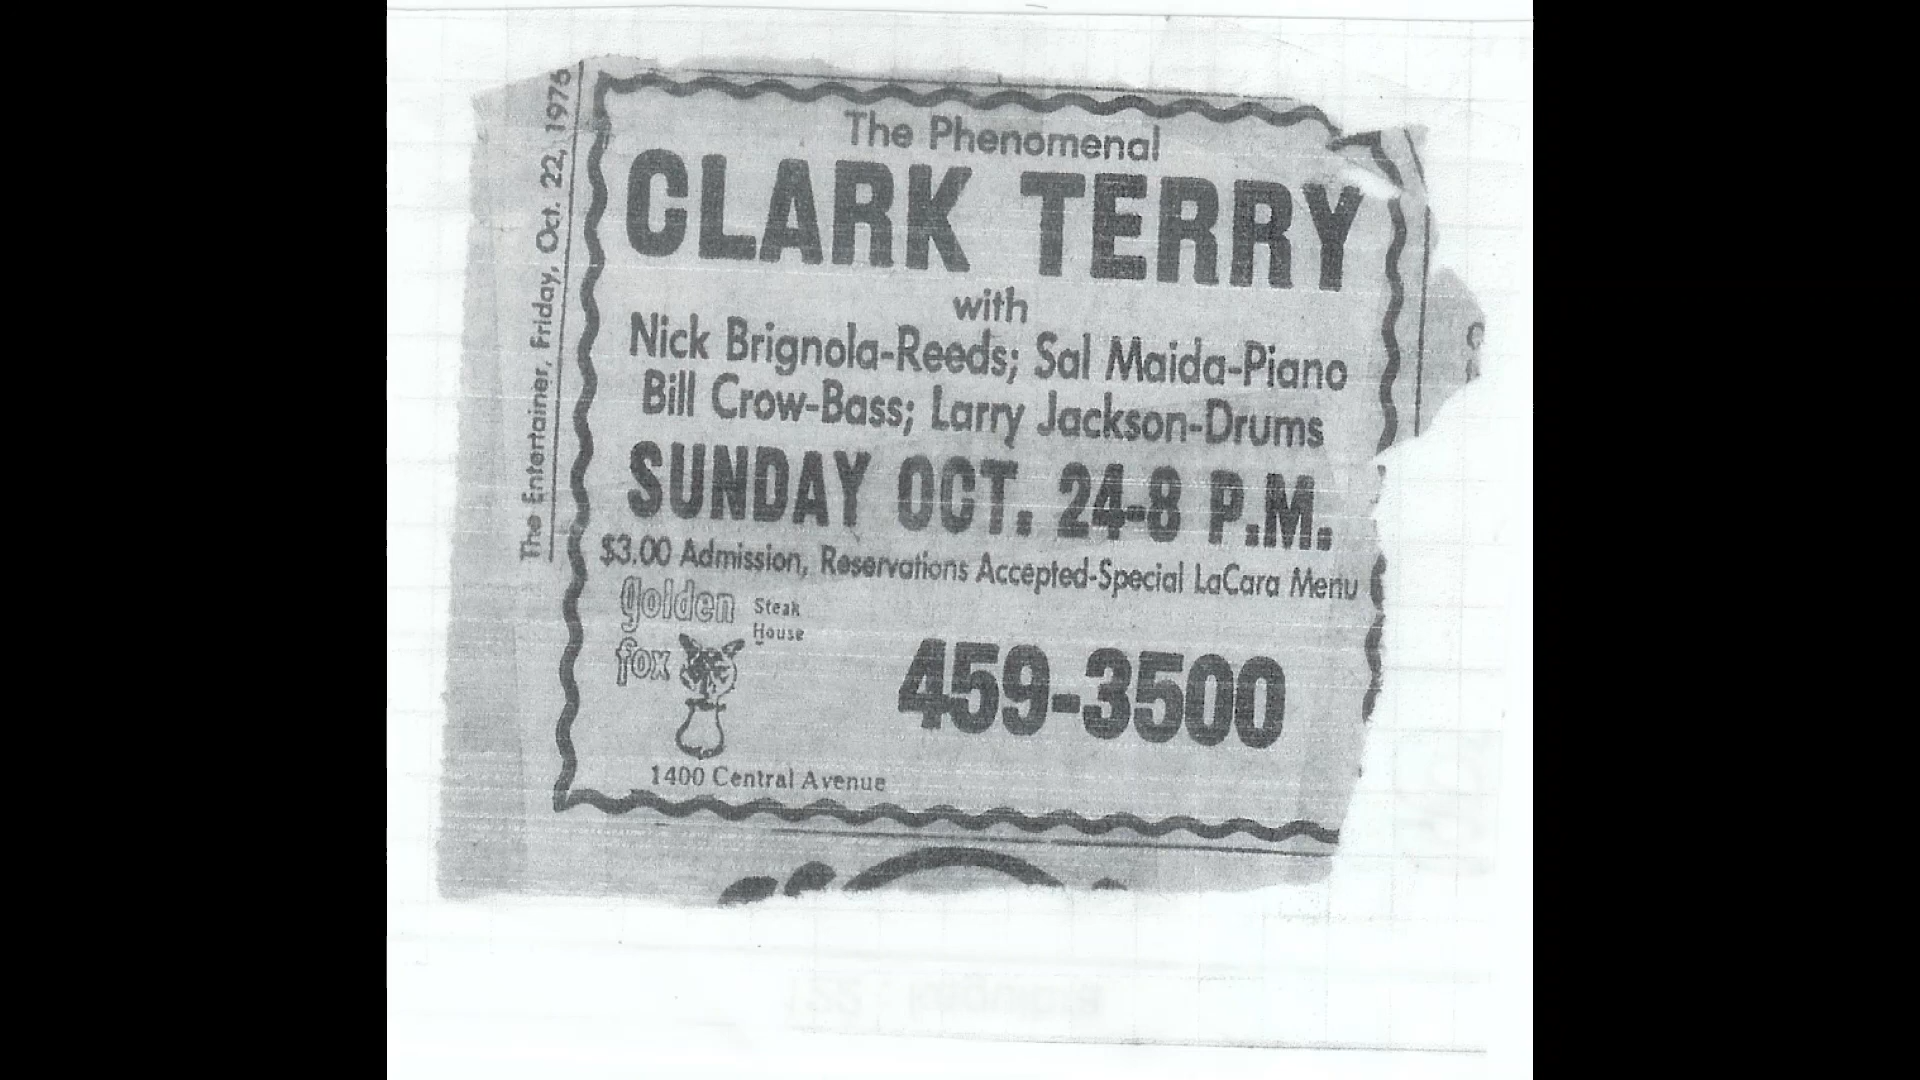 The Entertainer, Friday, Oct. 22, 1976
The Phenomenal
CLARK TERRY
with
Nick Brignola-Reeds; Sal Maida-Piano
Bill Crow-Bass; Larry Jackson-Drums
SUNDAY OCT. 24-8 P.M.
$3.00 Admission, Reservations Accepted-Special LaCara Menu
golden Steak
House
fox
459-3500
1400 Central Avenue